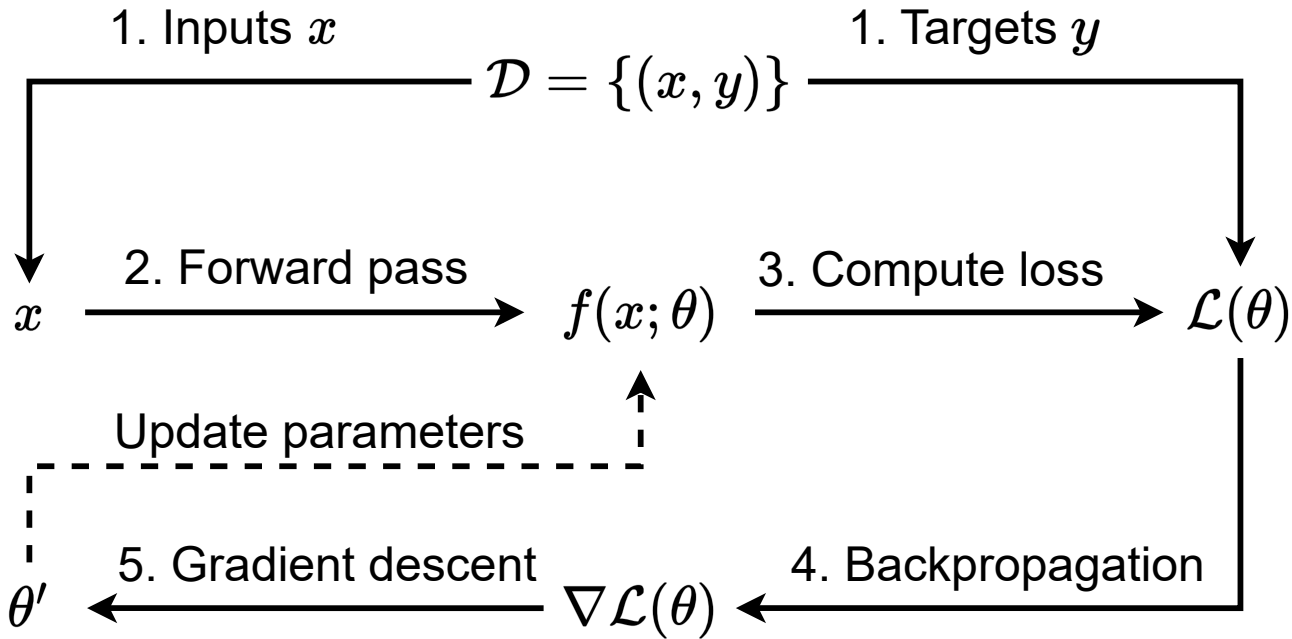 1. Inputs x
1. Targets y
𝒟 = {(x, y)}
2. Forward pass
3. Compute loss
x
f(x; θ)
ℒ(θ)
Update parameters
5. Gradient descent
4. Backpropagation
θ′
∇ℒ(θ)